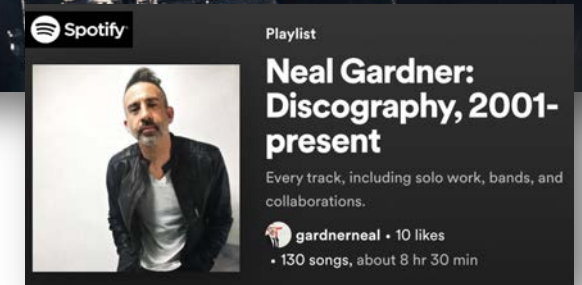 Spotify
Playlist
Neal Gardner:
Discography, 2001-
present
Every track, including solo work, bands, and
collaborations.
gardnerneal • 10 likes
• 130 songs, about 8 hr 30 min